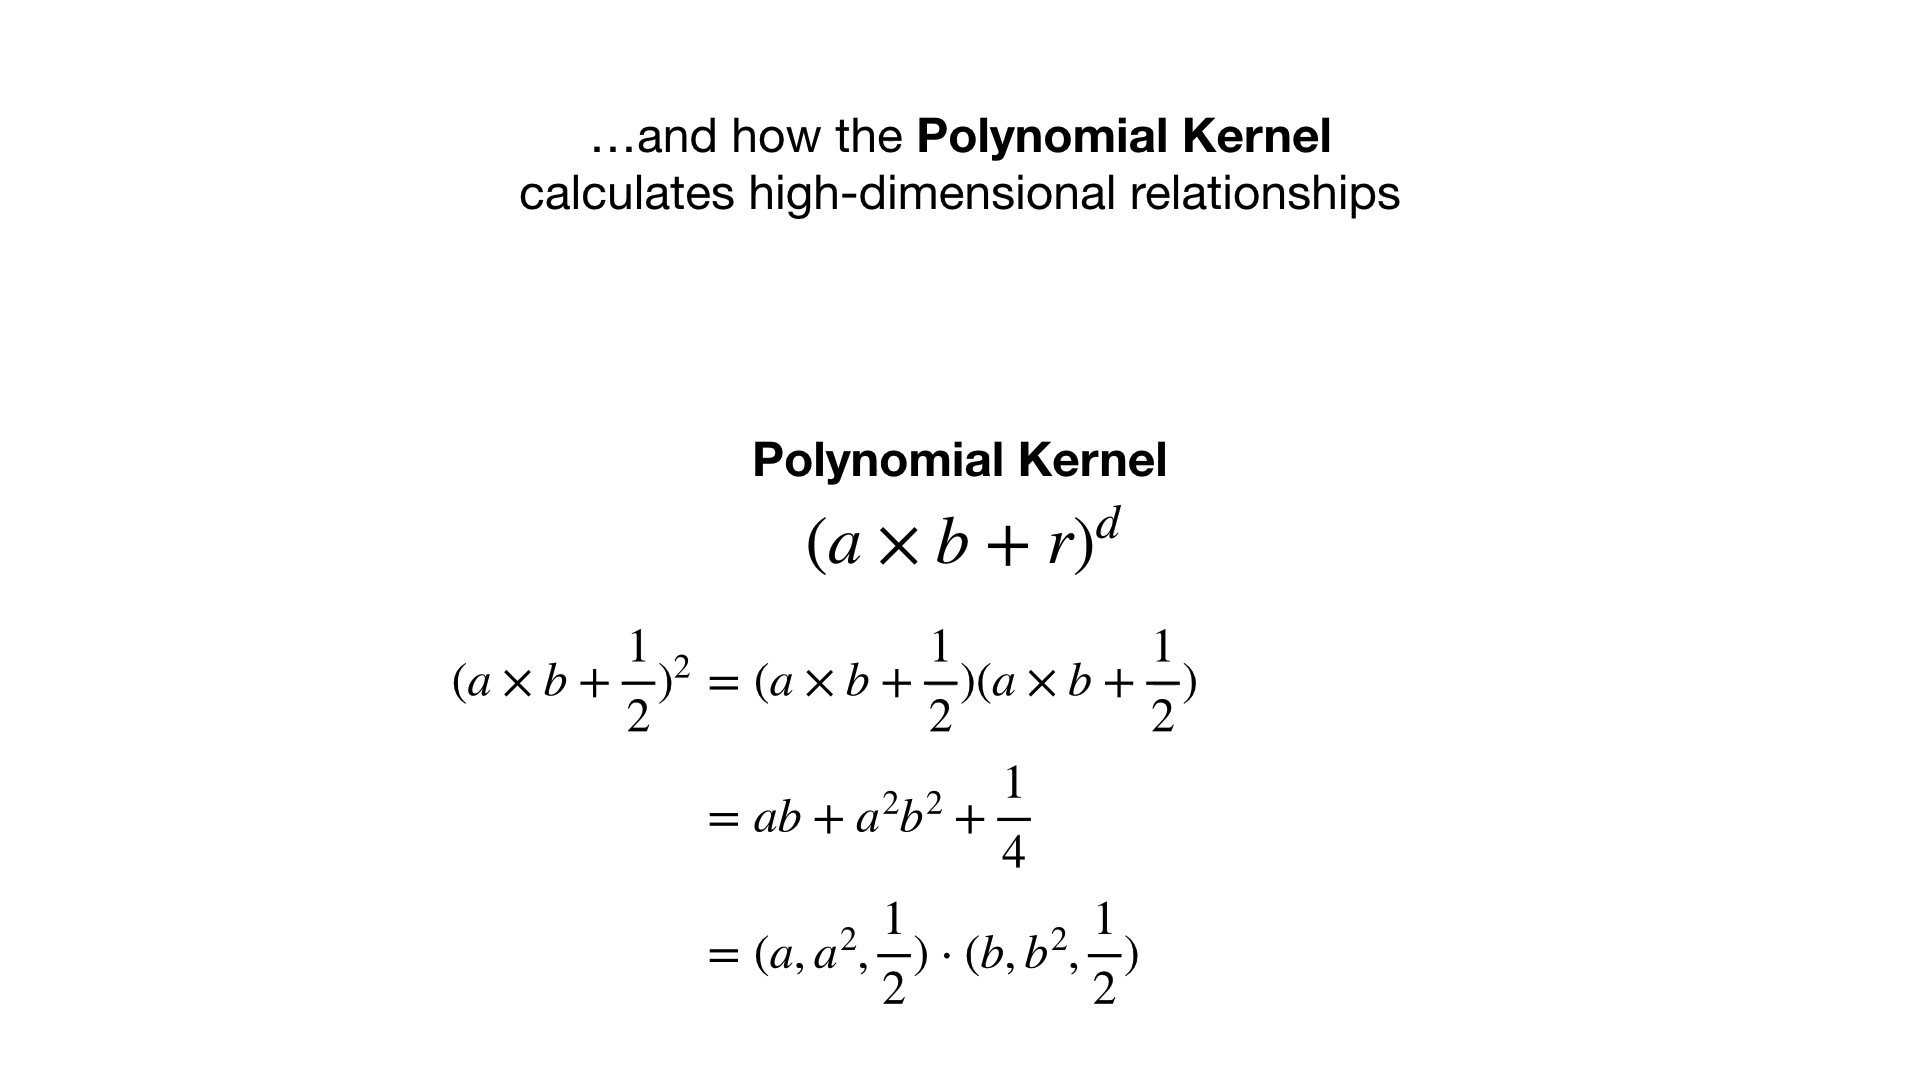 …and how the Polynomial Kernel
calculates high-dimensional relationships
Polynomial Kernel
(a × b + r)^d
(a × b + 1/2)^2 = (a × b + 1/2)(a × b + 1/2)
= ab + a^2b^2 + 1/4
= (a, a^2, 1/2) · (b, b^2, 1/2)